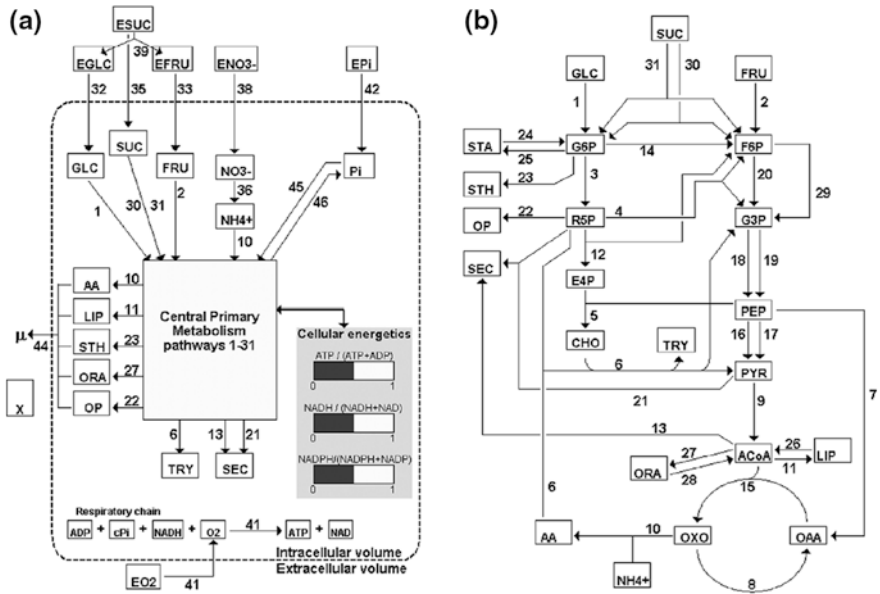 (a)
ESUC
39
EGLC
EFRU
ENO3-
EPi
32
35
33
38
42
GLC
SUC
FRU
NO3-
Pi
36
NH4+
45
46
1
30
31
2
10
Central Primary
Metabolism
pathways 1-31
AA
10
LIP
11
μ
44
STH
23
ORA
27
OP
22
X
Cellular energetics
ATP / (ATP+ADP)
0 1
NADH / (NADH+NAD)
0 1
NADPH/(NADPH+NADP)
0 1
6
13
21
TRY
SEC
Respiratory chain
ADP + cPi + NADH + O2 41 ATP + NAD
Intracellular volume
Extracellular volume
EO2
41
(b)
SUC
31
30
GLC
FRU
1
2
STA
24
25
G6P
14
F6P
STH
23
3
20
29
OP
22
R5P
4
G3P
SEC
12
18
19
E4P
5
PEP
16
17
CHO
TRY
6
PYR
21
7
9
13
ORA
27
28
ACoA
26
11
LIP
15
6
AA
10
OXO
OAA
NH4+
8